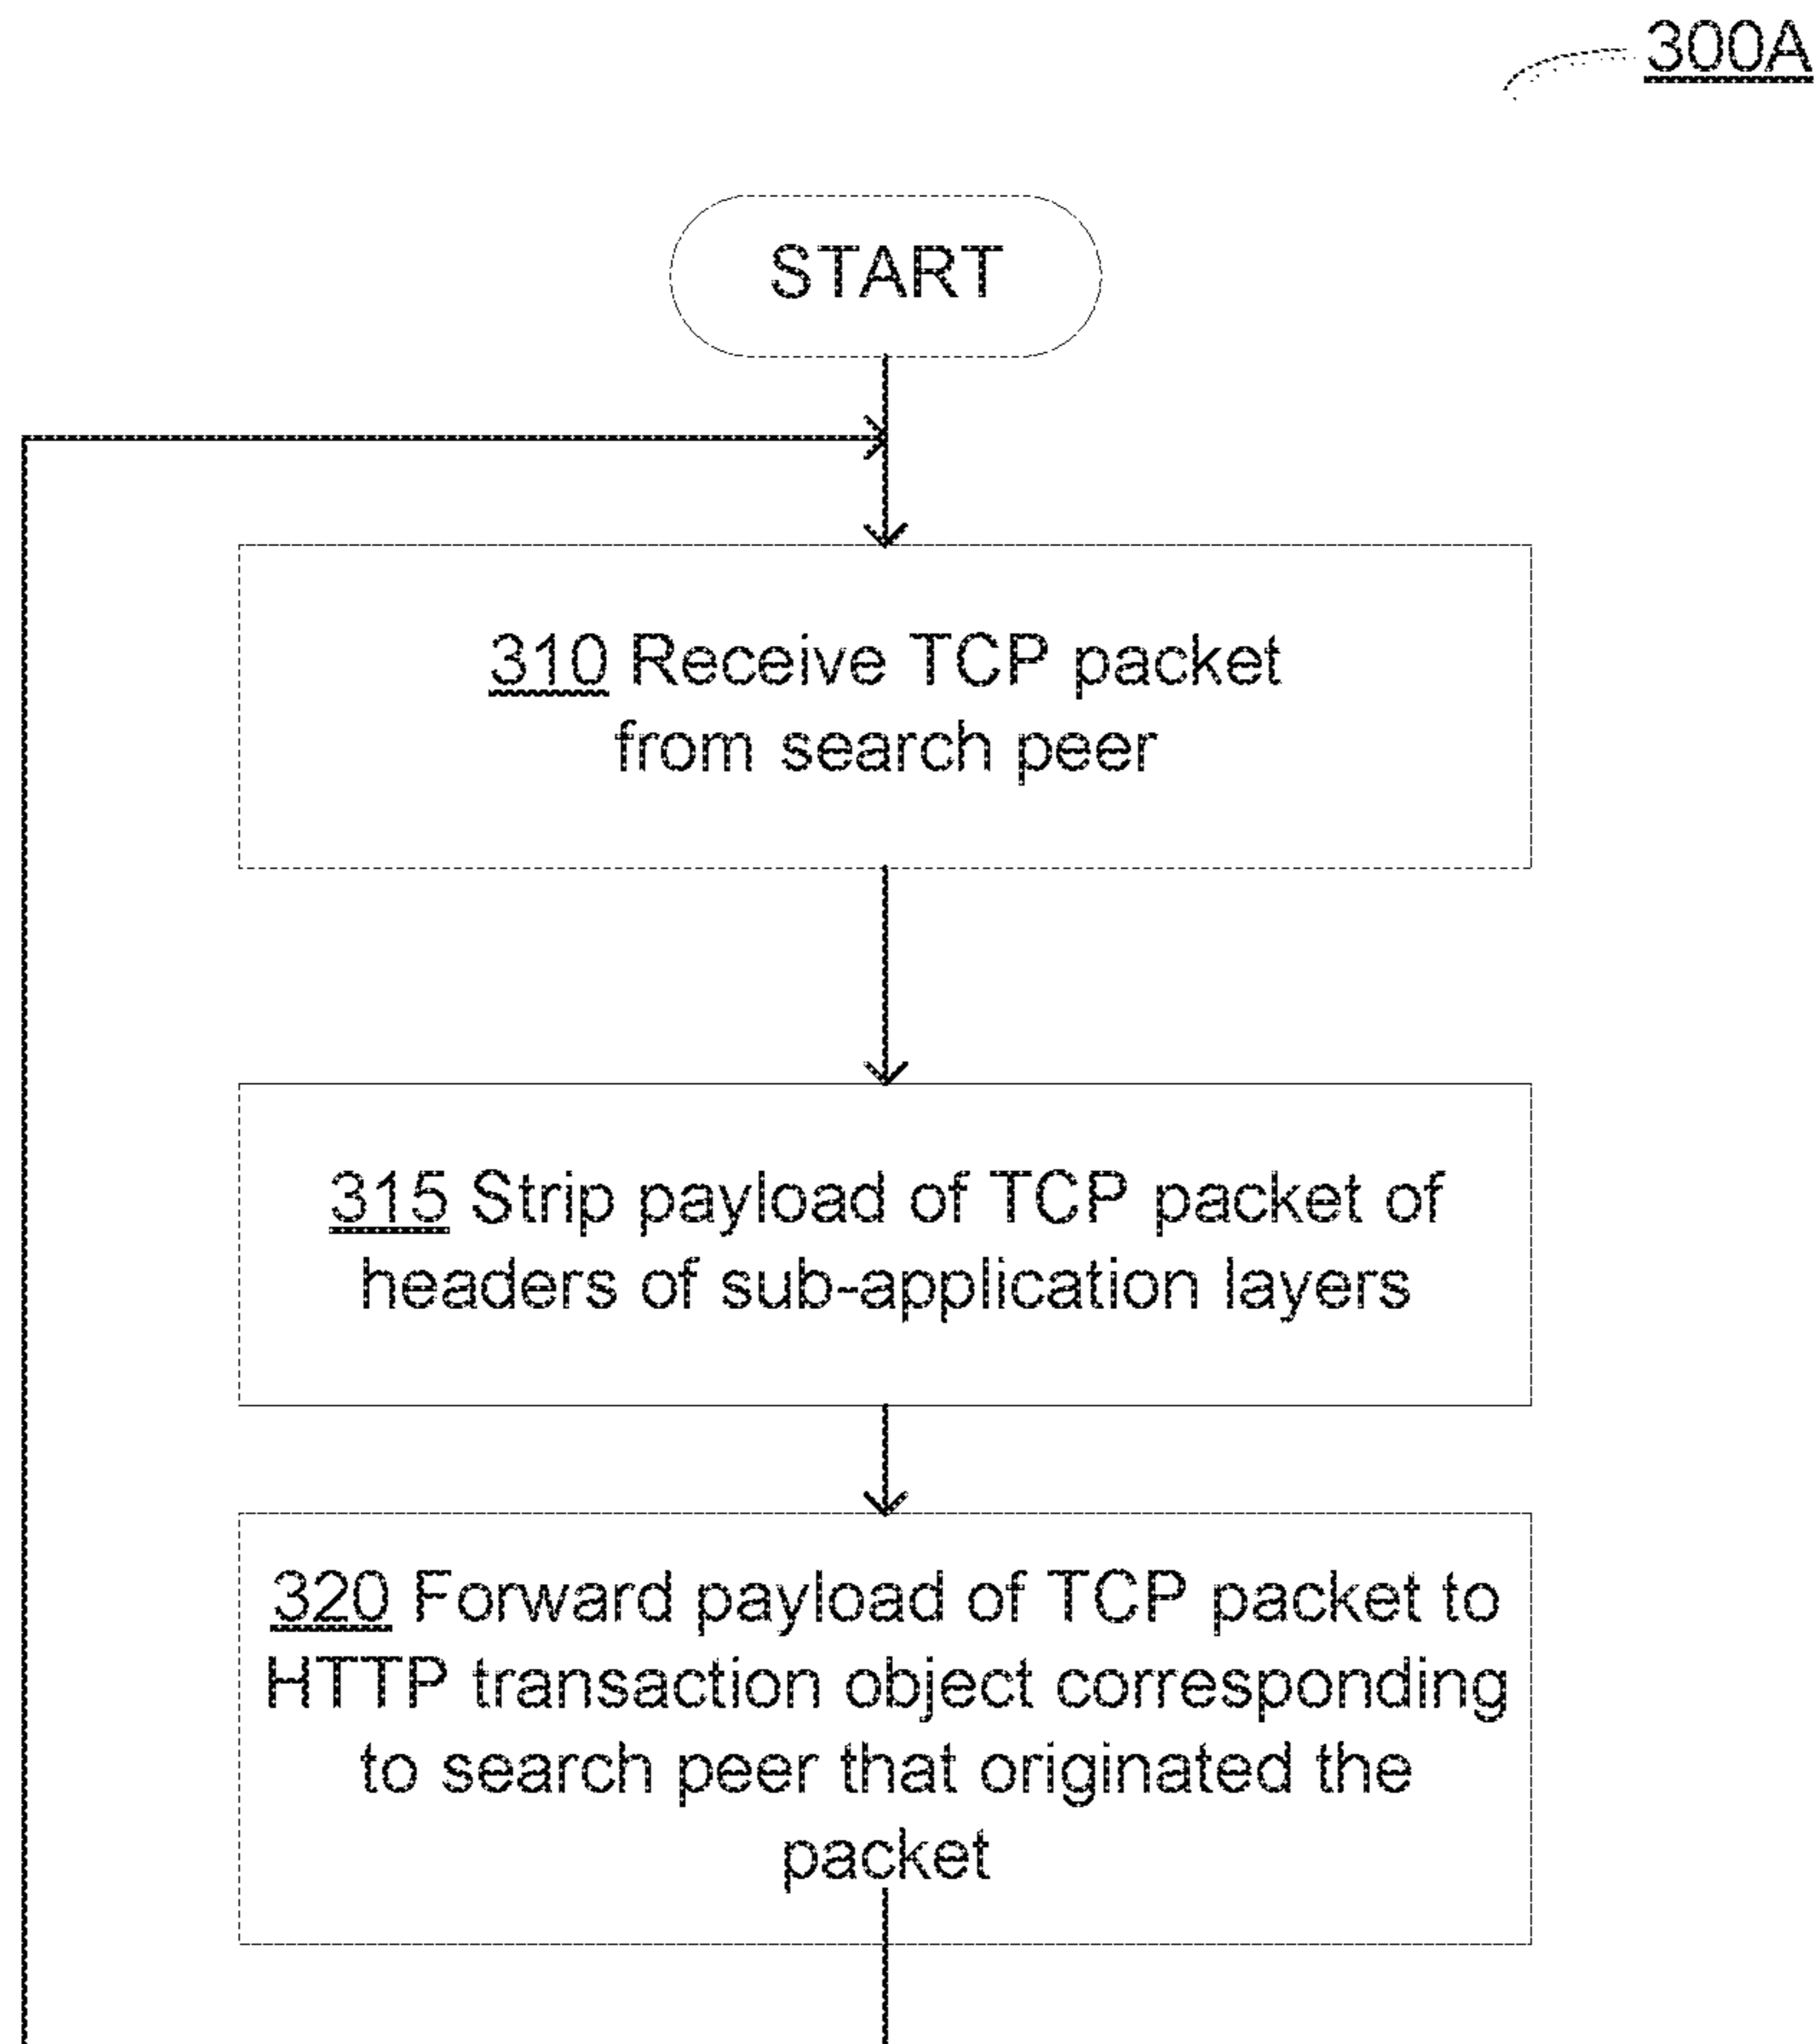 300A
START
310 Receive TCP packet
from search peer
315 Strip payload of TCP packet of
headers of sub-application layers
320 Forward payload of TCP packet to
HTTP transaction object corresponding
to search peer that originated the
packet